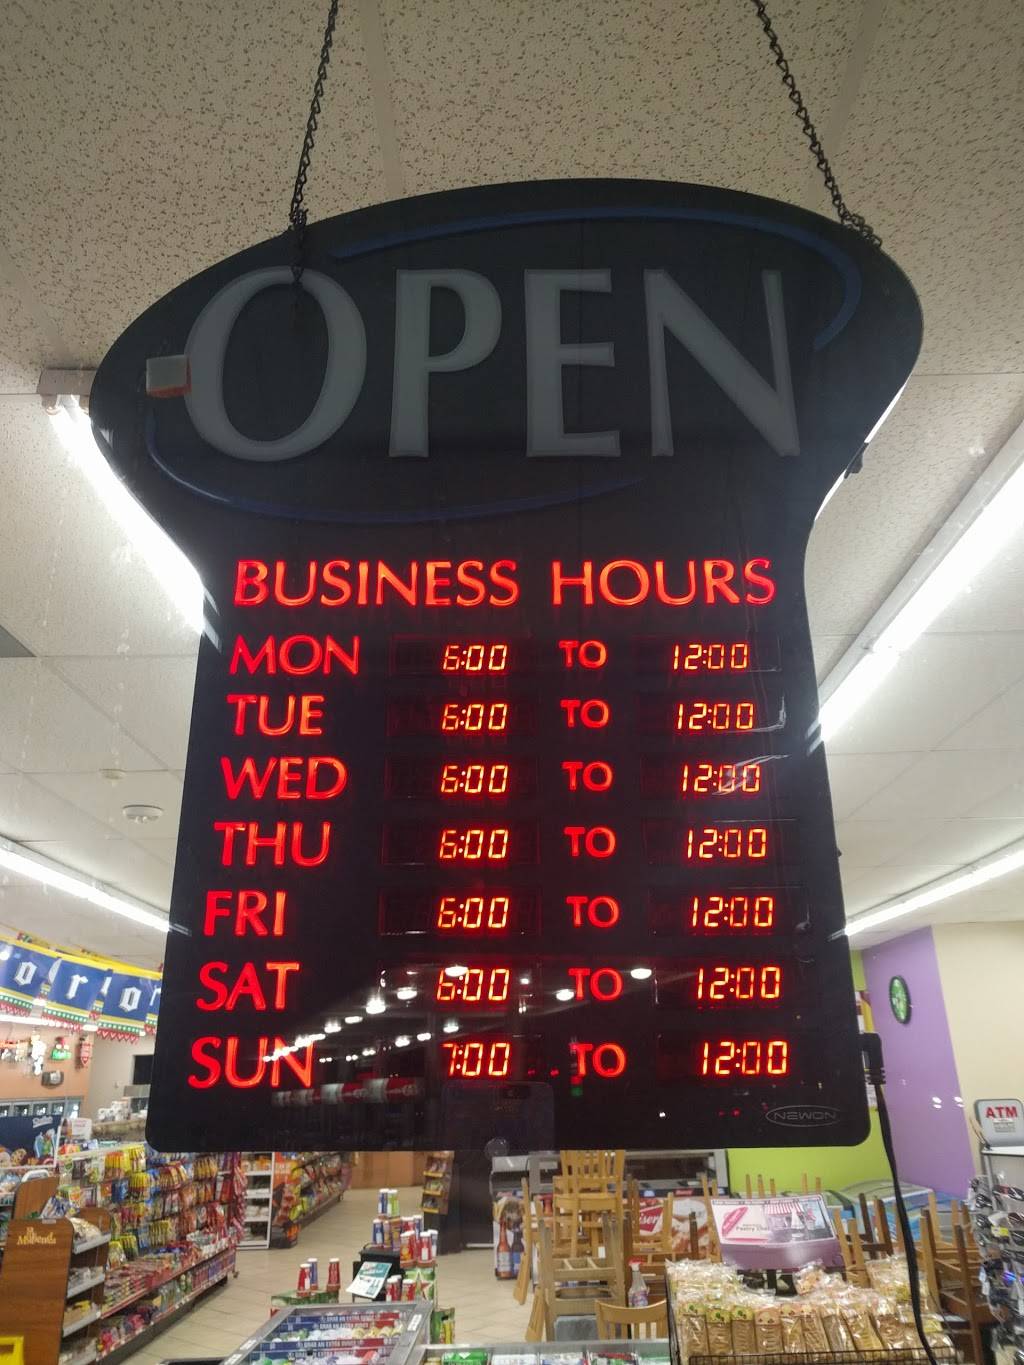 OPEN
BUSINESS HOURS
MON 6:00 TO 12:00
TUE 6:00 TO 12:00
WED 6:00 TO 12:00
THU 6:00 TO 12:00
FRI 6:00 TO 12:00
SAT 6:00 TO 12:00
SUN 7:00 TO 12:00
NEWON
ATM